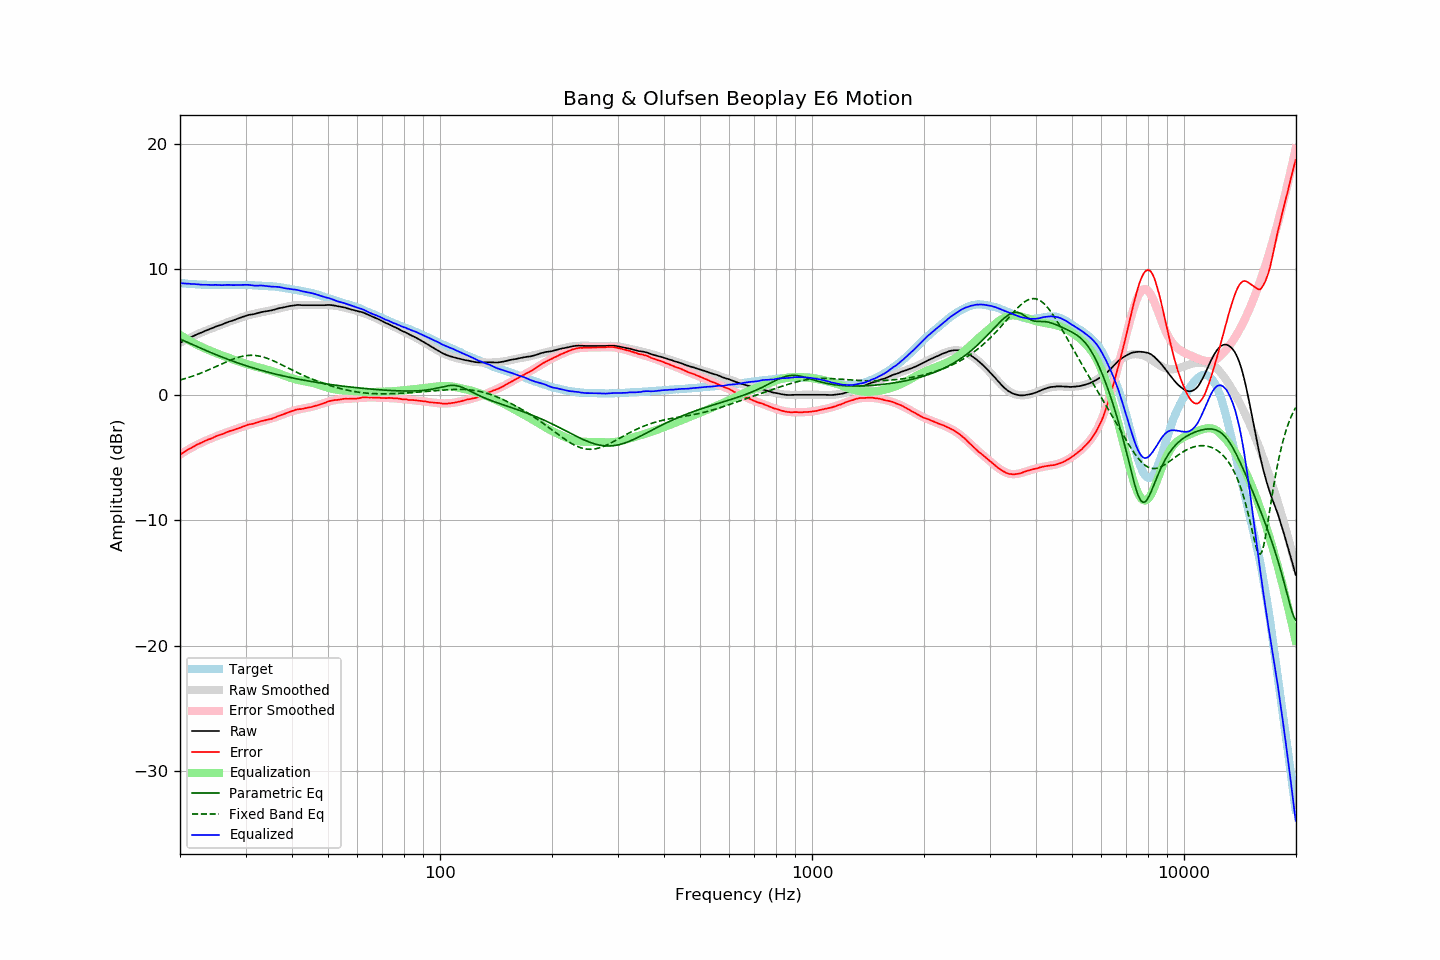 Bang & Olufsen Beoplay E6 Motion
20
10
0
−10
−20
−30
Amplitude (dBr)
Target
Raw Smoothed
Error Smoothed
Raw
Error
Equalization
Parametric Eq
Fixed Band Eq
Equalized
100
1000
10000
Frequency (Hz)